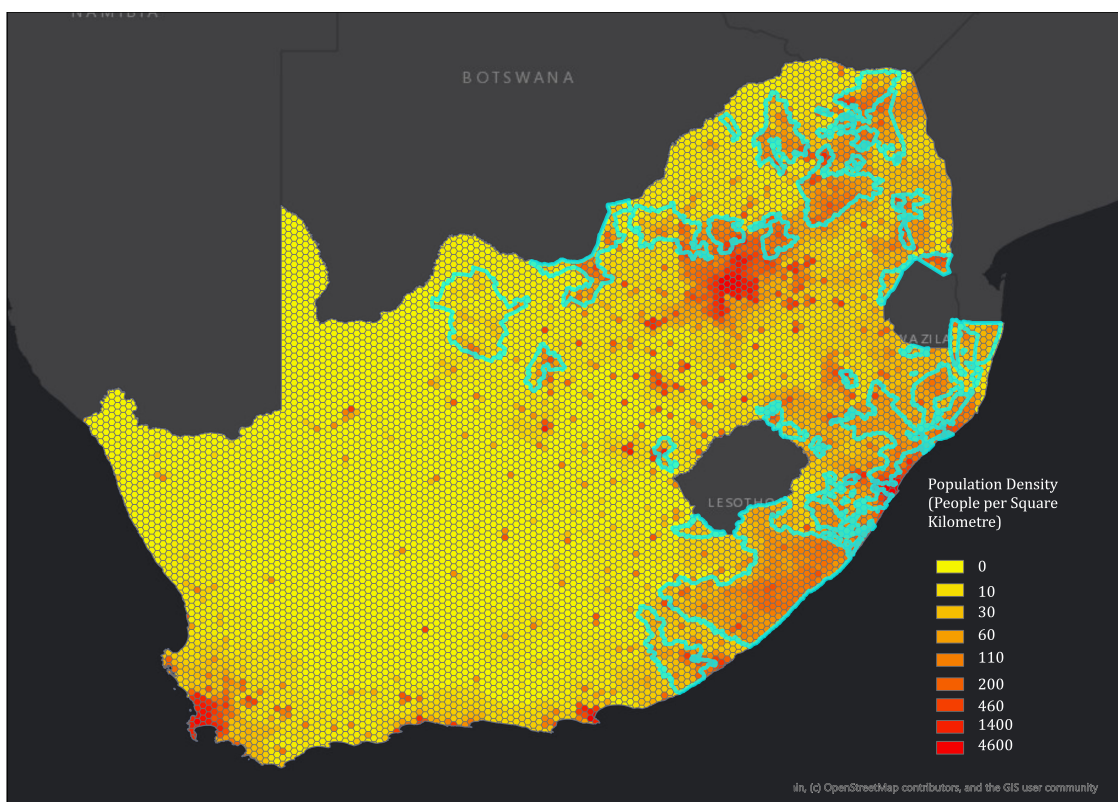 NAMIBIA
BOTSWANA
LESOTHO
Population Density
(People per Square
Kilometre)
0
10
30
60
110
200
460
1400
4600
(c) OpenStreetMap contributors, and the GIS user community